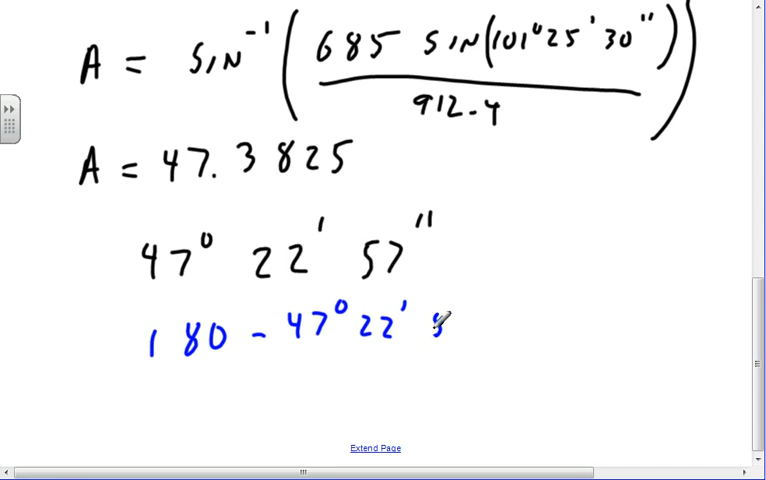 A = sin⁻¹(685 sin(101°25'30")/912.4)
A = 47.3825
47° 22' 57"
180 - 47° 22' 5
Extend Page